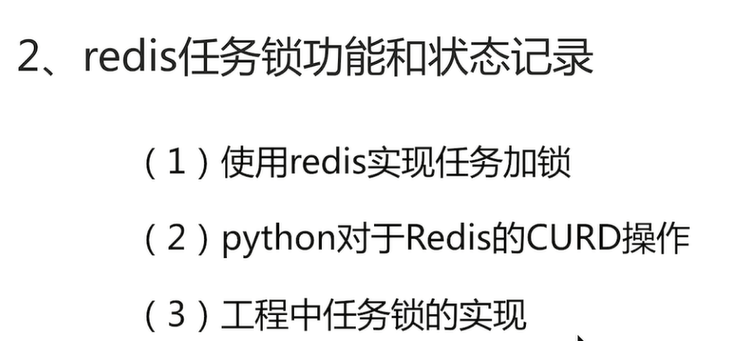 2、redis任务锁功能和状态记录
（1）使用redis实现任务加锁
（2）python对于Redis的CURD操作
（3）工程中任务锁的实现